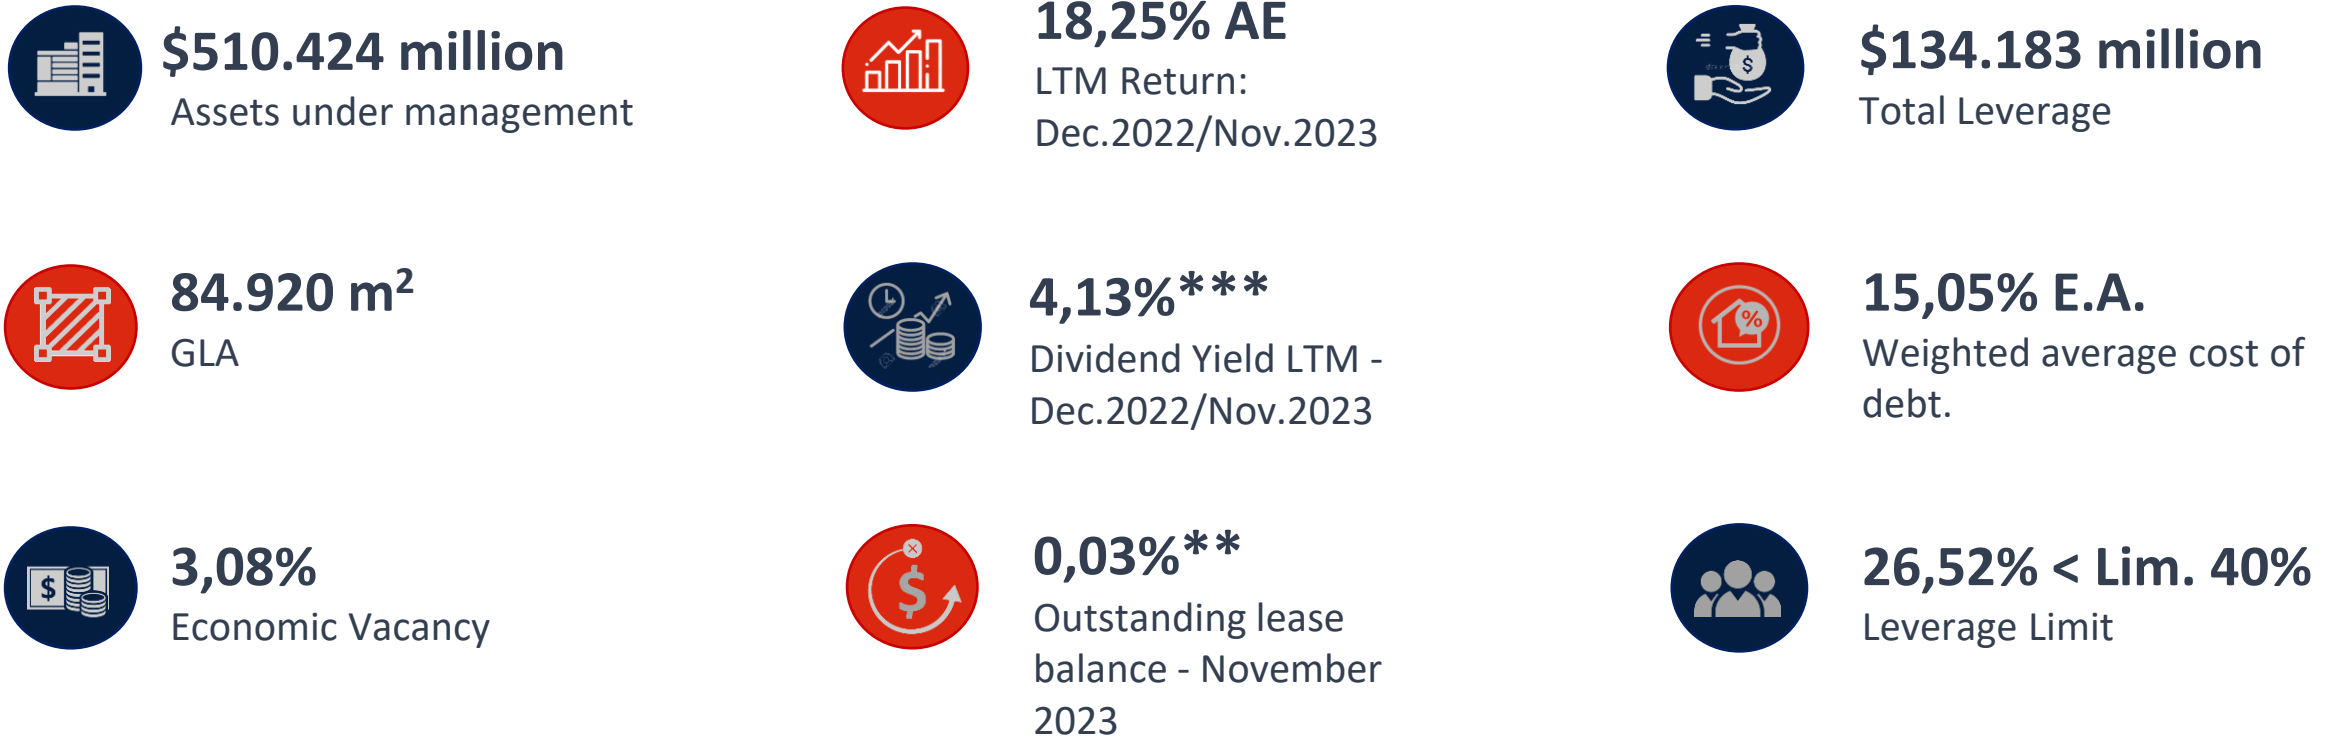 $510.424 million
Assets under management
18,25% AE
LTM Return:
Dec.2022/Nov.2023
$134.183 million
Total Leverage
84.920 m²
GLA
4,13%***
Dividend Yield LTM -
Dec.2022/Nov.2023
15,05% E.A.
Weighted average cost of
debt.
3,08%
Economic Vacancy
0,03%**
Outstanding lease
balance - November
2023
26,52% < Lim. 40%
Leverage Limit